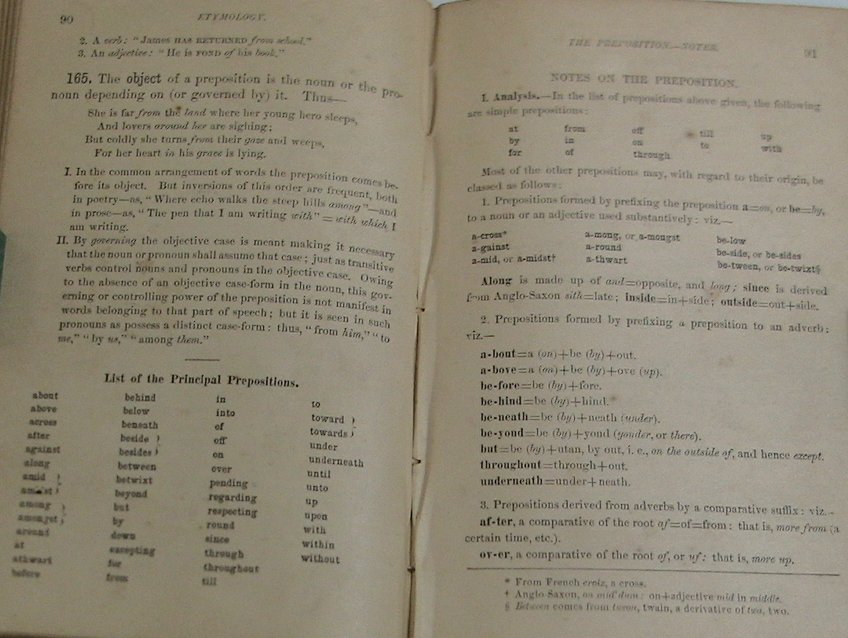 90
ETYMOLOGY.
2. A verb: "James HAS RETURNED from school."
3. An adjective: "He is FOND of his book."
165. The object of a preposition is the noun or the pro-
noun depending on (or governed by) it. Thus—
She is far from the land where her young hero sleeps,
And lovers around her are sighing;
But coldly she turns from their gaze and weeps,
For her heart in his grave is lying.
I. In the common arrangement of words the preposition comes be-
fore its object. But inversions of this order are frequent, both
in poetry—as, "Where echo walks the steep hills among"—and
in prose—as, "The pen that I am writing with" = with which I
am writing.
II. By governing the objective case is meant making it necessary
that the noun or pronoun shall assume that case; just as transitive
verbs control nouns and pronouns in the objective case. Owing
to the absence of an objective case-form in the noun, this gov-
erning or controlling power of the preposition is not manifest in
words belonging to that part of speech; but it is seen in such
pronouns as possess a distinct case-form: thus, "from him," "to
me," "by us," "among them."
List of the Principal Prepositions.
about behind in to
above below into toward }
across beneath of towards }
after beside } off under
against besides } on underneath
along between over until
amid } betwixt pending unto
amidst } beyond regarding up
among } but respecting upon
amongst } by round with
around down since within
at excepting through without
athwart for throughout
before from till
THE PREPOSITION.—NOTES.
91
NOTES ON THE PREPOSITION.
I. Analysis.—In the list of prepositions above given, the following
are simple prepositions:
at from off till up
by in on to with
for of through
Most of the other prepositions may, with regard to their origin, be
classed as follows:
1. Prepositions formed by prefixing the preposition a=on, or be=by,
to a noun or an adjective used substantively: viz.—
a-cross* a-mong, or a-mongst be-low
a-gainst a-round be-side, or be-sides
a-mid, or a-midst† a-thwart be-tween, or be-twixt§
Along is made up of and=opposite, and long; since is derived
from Anglo-Saxon sith=late; inside=in+side; outside=out+side.
2. Prepositions formed by prefixing a preposition to an adverb:
viz.—
a-bout=a (on)+be (by)+out.
a-bove=a (on)+be (by)+ove (up).
be-fore=be (by)+fore.
be-hind=be (by)+hind.
be-neath=be (by)+neath (under).
be-yond=be (by)+yond (yonder, or there).
but=be (by)+utan, by out, i. e., on the outside of, and hence except.
throughout=through+out.
underneath=under+neath.
3. Prepositions derived from adverbs by a comparative suffix: viz.—
af-ter, a comparative of the root af=of=from: that is, more from (a
certain time, etc.).
ov-er, a comparative of the root of, or uf: that is, more up.
* From French croix, a cross.
† Anglo Saxon, on mid'dum: on+adjective mid in middle.
§ Between comes from twain, a derivative of two, two.